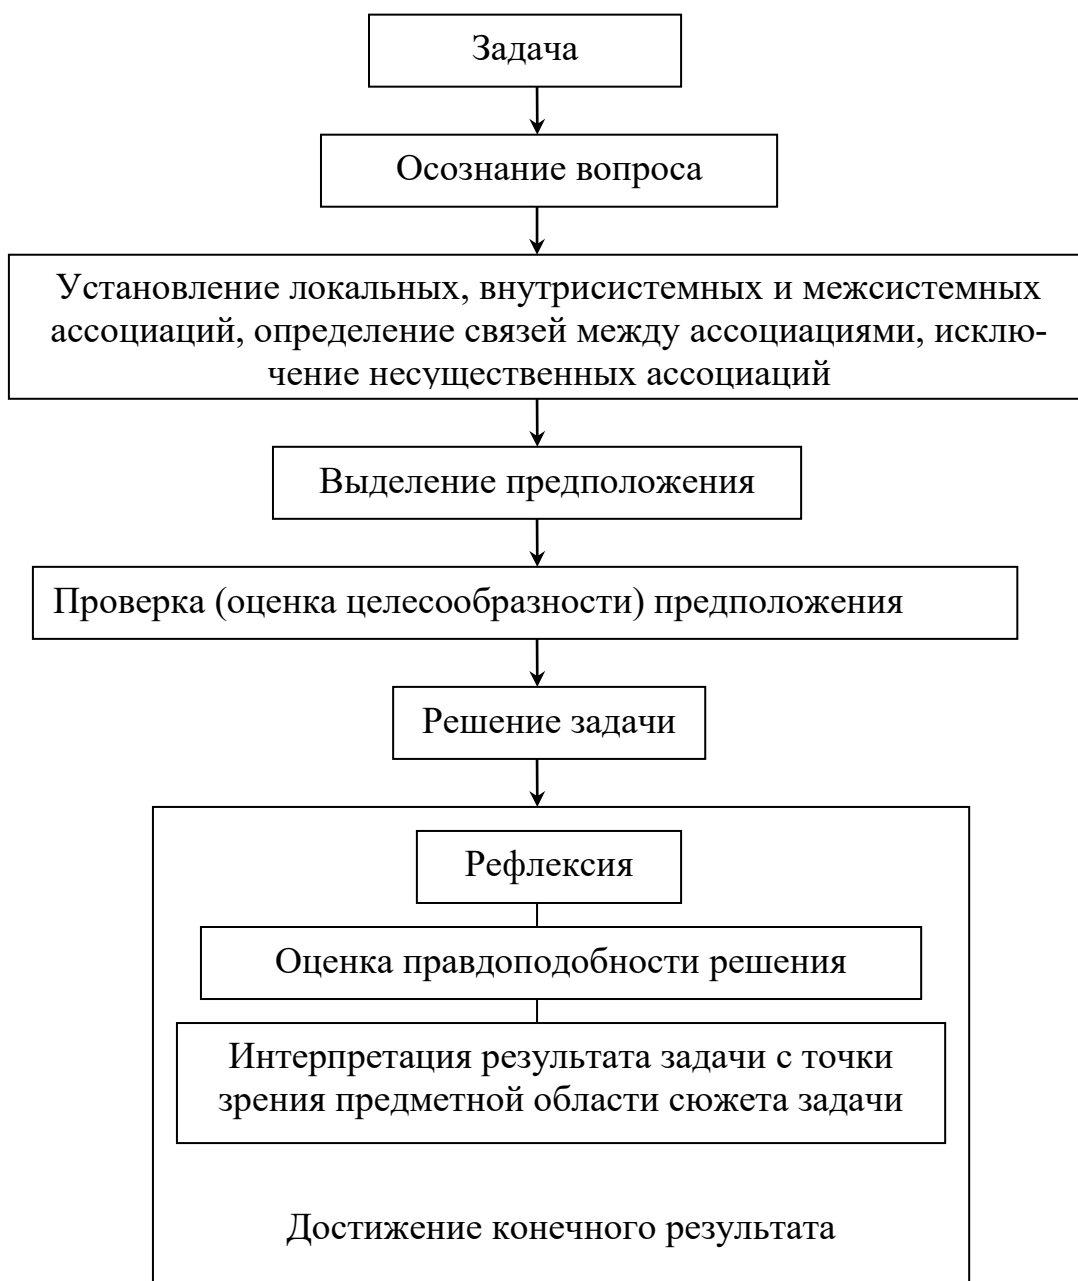 Задача
Осознание вопроса
Установление локальных, внутрисистемных и межсистемных
ассоциаций, определение связей между ассоциациями, исклю-
чение несущественных ассоциаций
Выделение предположения
Проверка (оценка целесообразности) предположения
Решение задачи
Рефлексия
Оценка правдоподобности решения
Интерпретация результата задачи с точки
зрения предметной области сюжета задачи
Достижение конечного результата